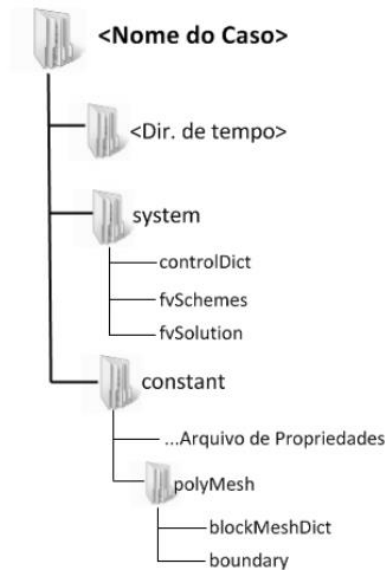 <Nome do Caso>
<Dir. de tempo>
system
controlDict
fvSchemes
fvSolution
constant
...Arquivo de Propriedades
polyMesh
blockMeshDict
boundary